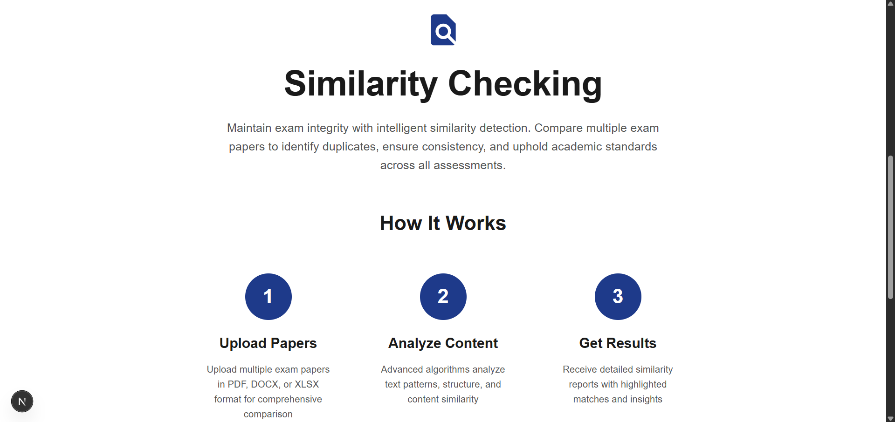 Similarity Checking
Maintain exam integrity with intelligent similarity detection. Compare multiple exam
papers to identify duplicates, ensure consistency, and uphold academic standards
across all assessments.
How It Works
1
2
3
Upload Papers
Analyze Content
Get Results
Upload multiple exam papers
in PDF, DOCX, or XLSX
format for comprehensive
comparison
Advanced algorithms analyze
text patterns, structure, and
content similarity
Receive detailed similarity
reports with highlighted
matches and insights
N